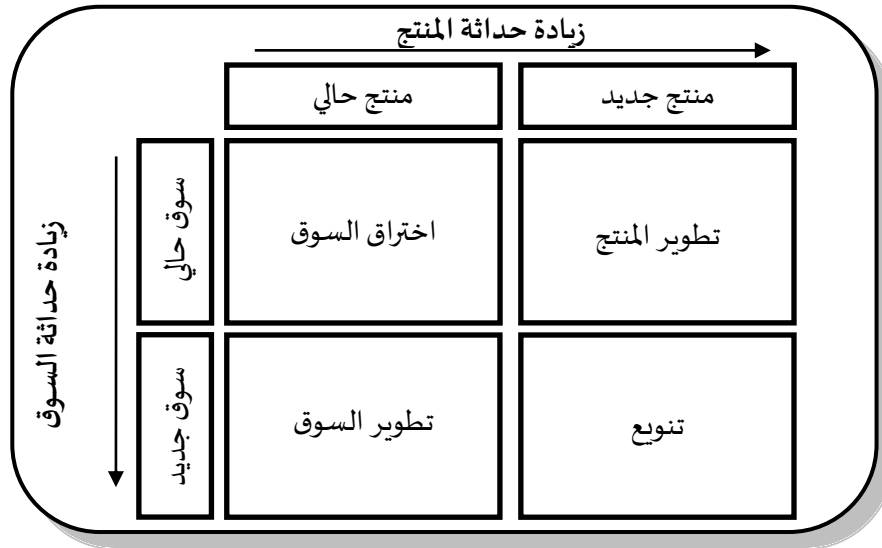 زيادة حداثة المنتج
منتج حالي
منتج جديد
سوق حالي
اختراق السوق
تطوير المنتج
زيادة حداثة السوق
سوق جديد
تطوير السوق
تنويع